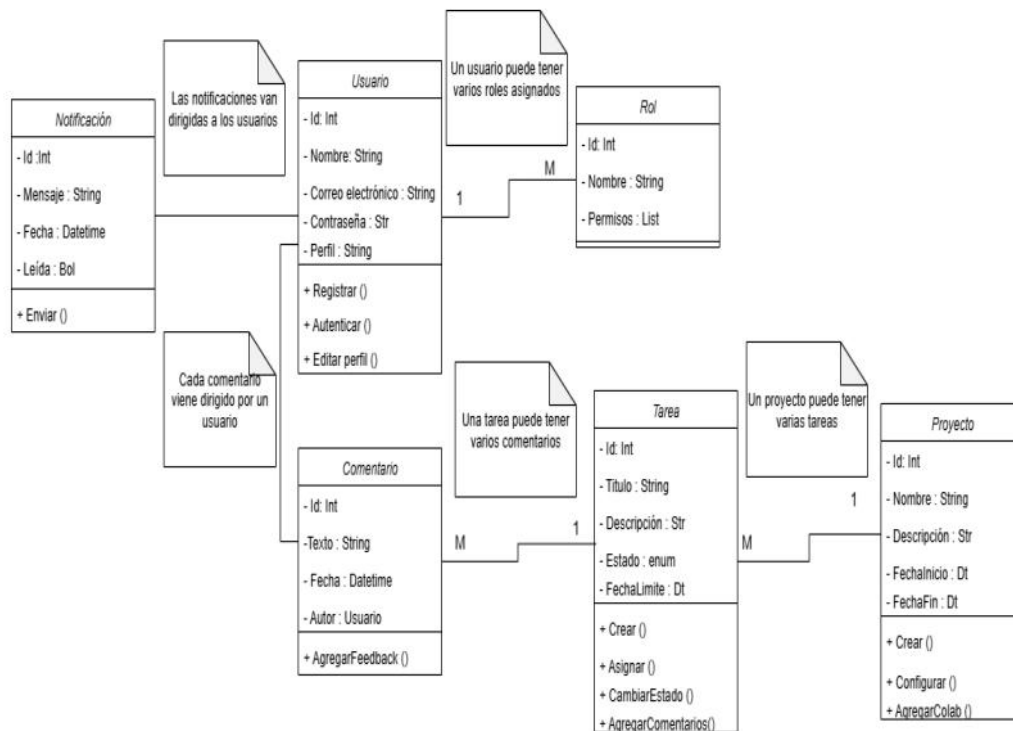 Las notificaciones van
dirigidas a los usuarios
Un usuario puede tener
varios roles asignados
Notificación
- Id :Int
- Mensaje : String
- Fecha : Datetime
- Leída : Bol
+ Enviar ()
Usuario
- Id: Int
- Nombre: String
- Correo electrónico : String
- Contraseña : Str
- Perfil : String
+ Registrar ()
+ Autenticar ()
+ Editar perfil ()
1
M
Rol
- Id: Int
- Nombre : String
- Permisos : List
Cada comentario
viene dirigido por un
usuario
Una tarea puede tener
varios comentarios
Un proyecto puede tener
varias tareas
Comentario
- Id: Int
-Texto : String
- Fecha : Datetime
- Autor : Usuario
+ AgregarFeedback ()
M
1
Tarea
- Id: Int
- Titulo : String
- Descripción : Str
- Estado : enum
- FechaLimite : Dt
+ Crear ()
+ Asignar ()
+ CambiarEstado ()
+ AgregarComentarios()
M
1
Proyecto
- Id: Int
- Nombre : String
- Descripción : Str
- FechaInicio : Dt
- FechaFin : Dt
+ Crear ()
+ Configurar ()
+ AgregarColab ()